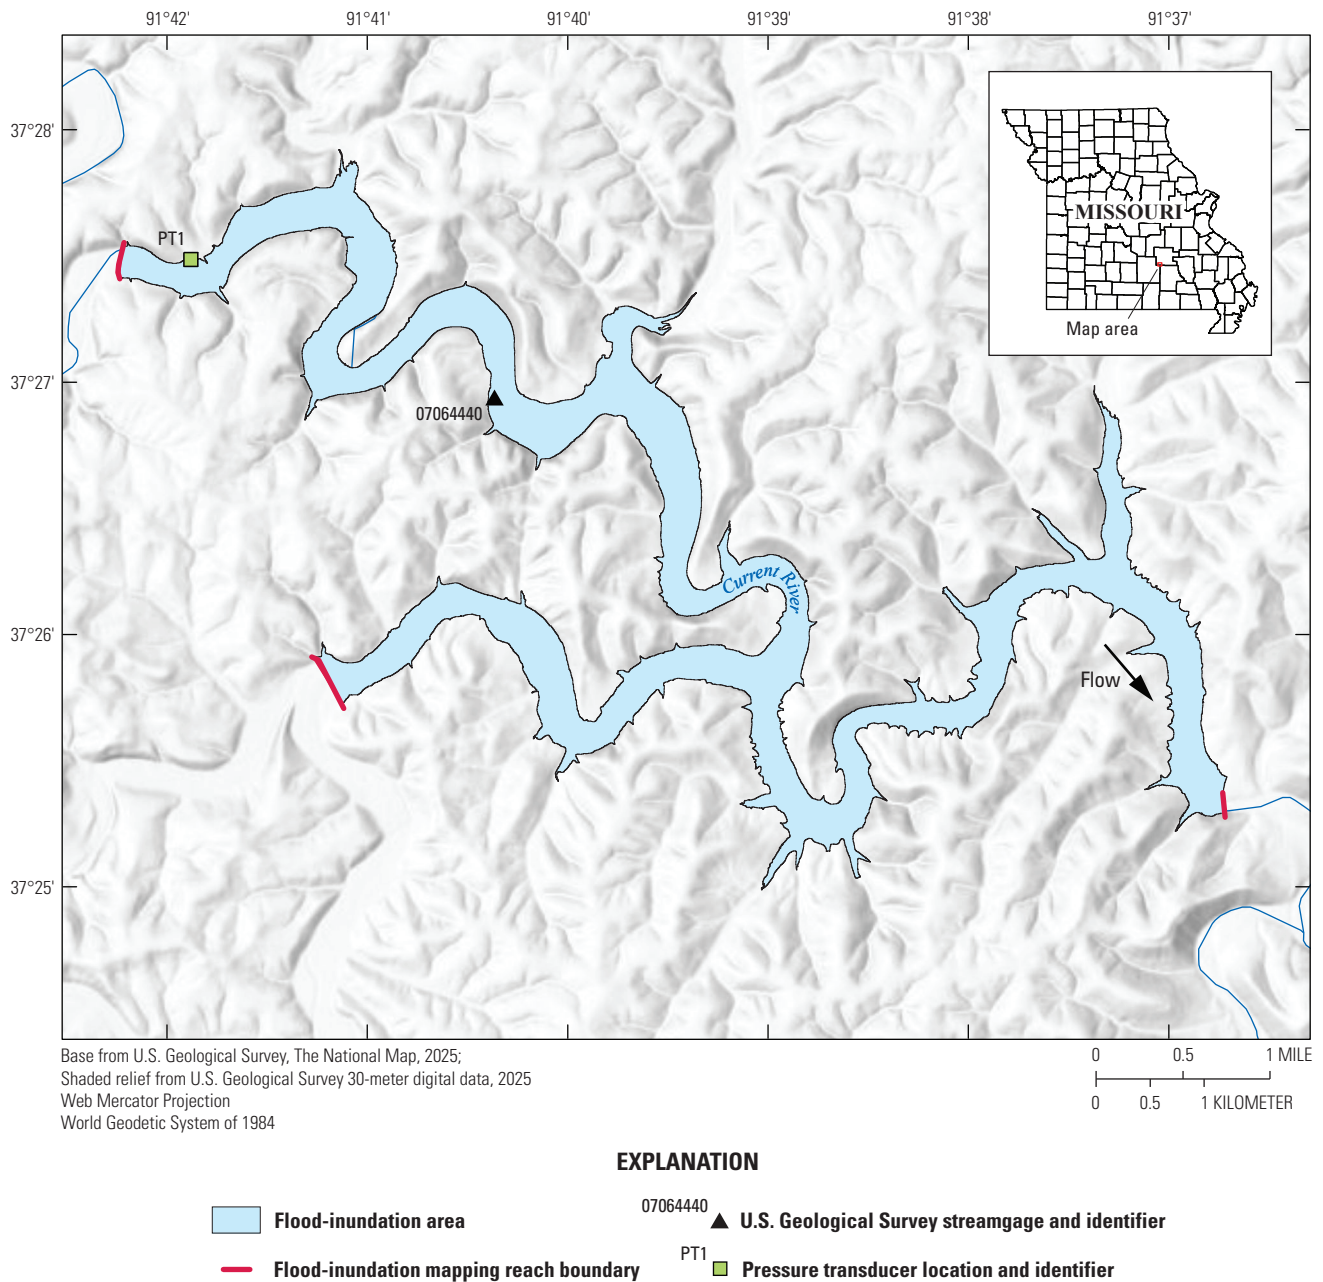 91°42' 91°41' 91°40' 91°39' 91°38' 91°37'
37°28'
MISSOURI
PT1
Map area
37°27'
07064440
Current River
37°26'
Flow
37°25'
Base from U.S. Geological Survey, The National Map, 2025;
Shaded relief from U.S. Geological Survey 30-meter digital data, 2025
Web Mercator Projection
World Geodetic System of 1984
0 0.5 1 MILE
0 0.5 1 KILOMETER
EXPLANATION
Flood-inundation area
Flood-inundation mapping reach boundary
07064440
U.S. Geological Survey streamgage and identifier
PT1
Pressure transducer location and identifier